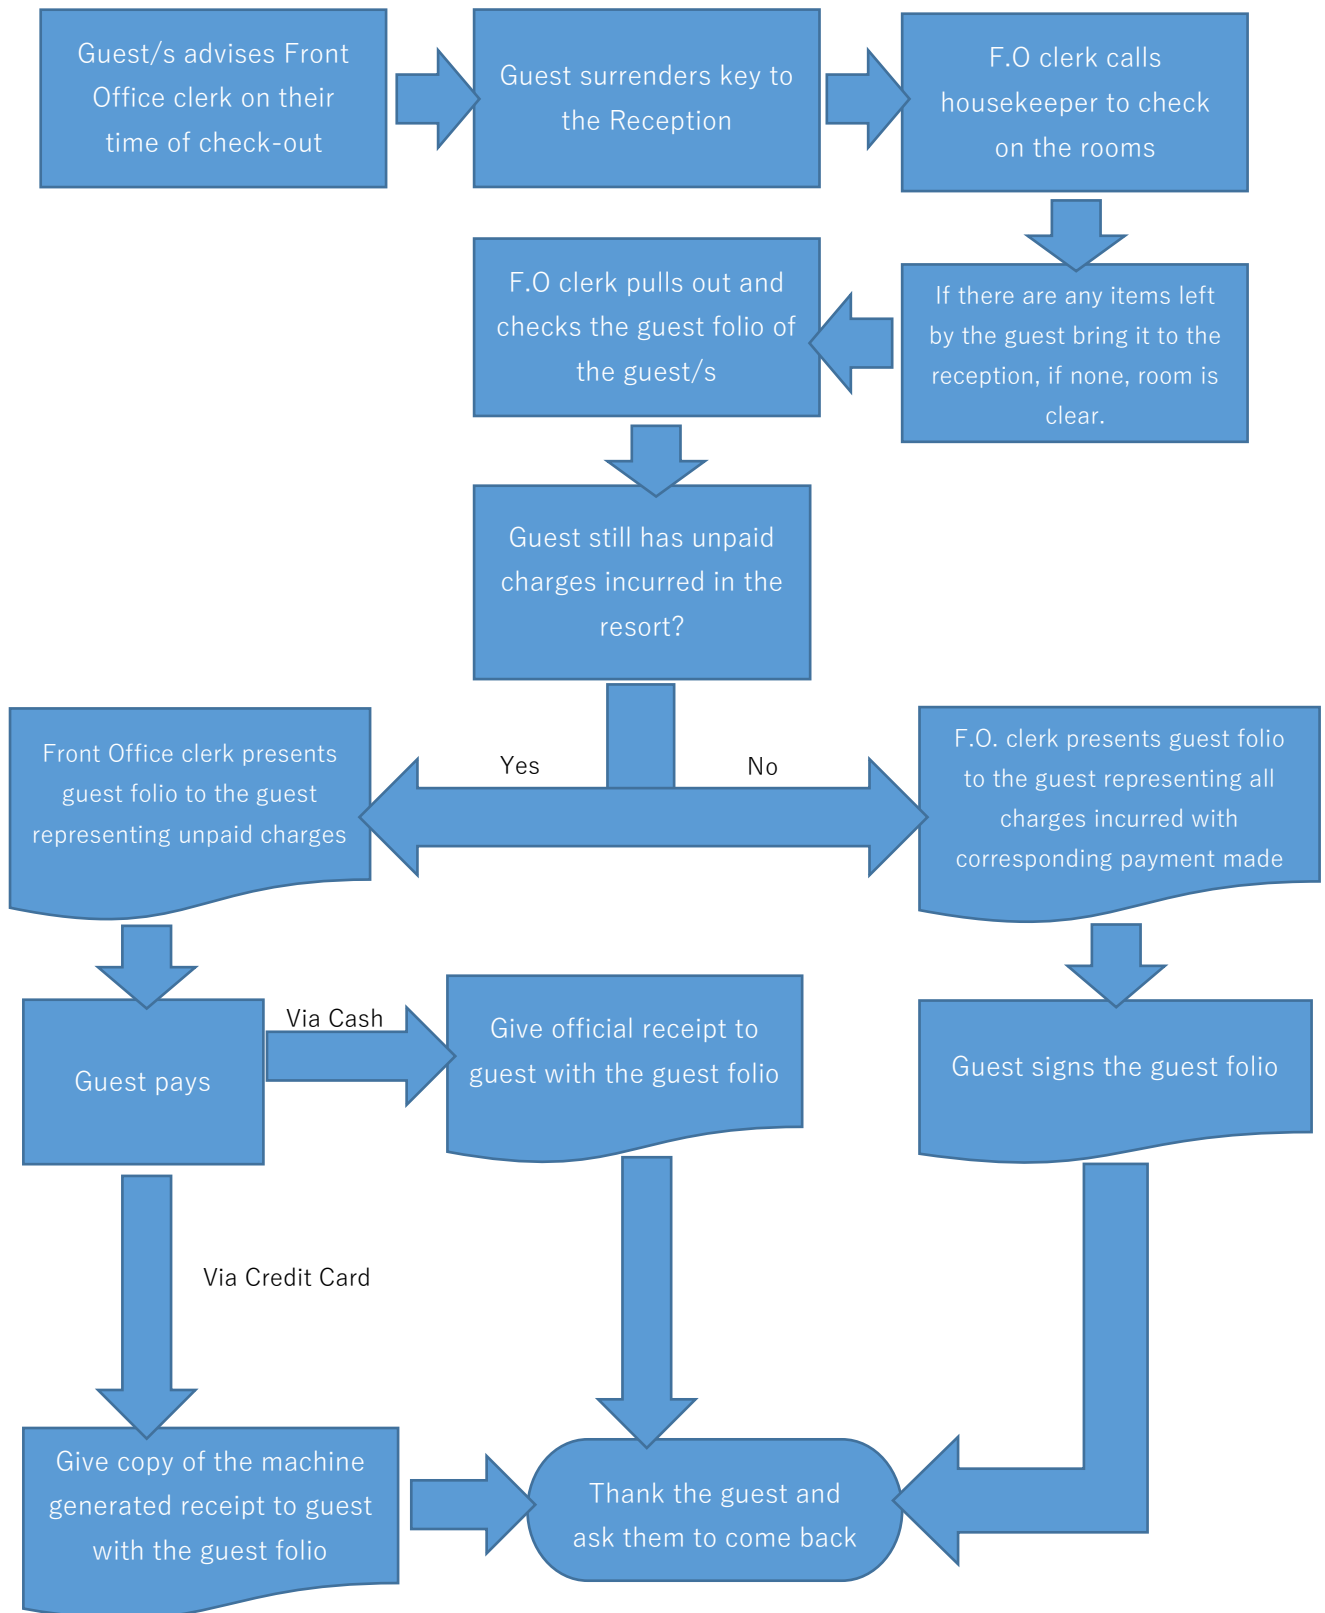 Guest/s advises Front
Office clerk on their
time of check-out
Guest surrenders key to
the Reception
F.O clerk calls
housekeeper to check
on the rooms
If there are any items left
by the guest bring it to the
reception, if none, room is
clear.
F.O clerk pulls out and
checks the guest folio of
the guest/s
Guest still has unpaid
charges incurred in the
resort?
Yes
No
Front Office clerk presents
guest folio to the guest
representing unpaid charges
F.O. clerk presents guest folio
to the guest representing all
charges incurred with
corresponding payment made
Guest pays
Via Cash
Give official receipt to
guest with the guest folio
Guest signs the guest folio
Via Credit Card
Give copy of the machine
generated receipt to guest
with the guest folio
Thank the guest and
ask them to come back